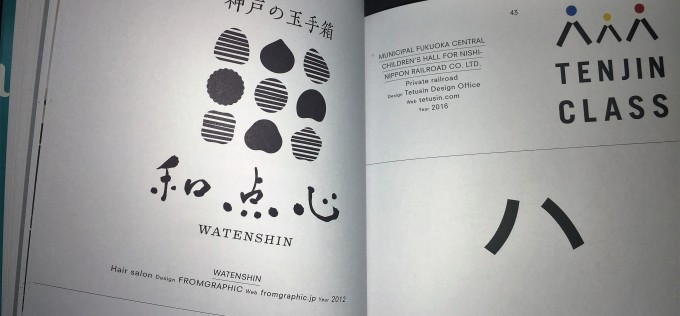 神戸の玉手箱
和点心
WATENSHIN
WATENSHIN
Hair salon Design FROMGRAPHIC Web fromgraphic.jp Year 2012
43
MUNICIPAL FUKUOKA CENTRAL
CHILDREN'S HALL FOR NISHI-
NIPPON RAILROAD CO. LTD.
Private railroad
Design Tetusin Design Office
Web tetusin.com
Year 2016
TENJIN
CLASS
ハ